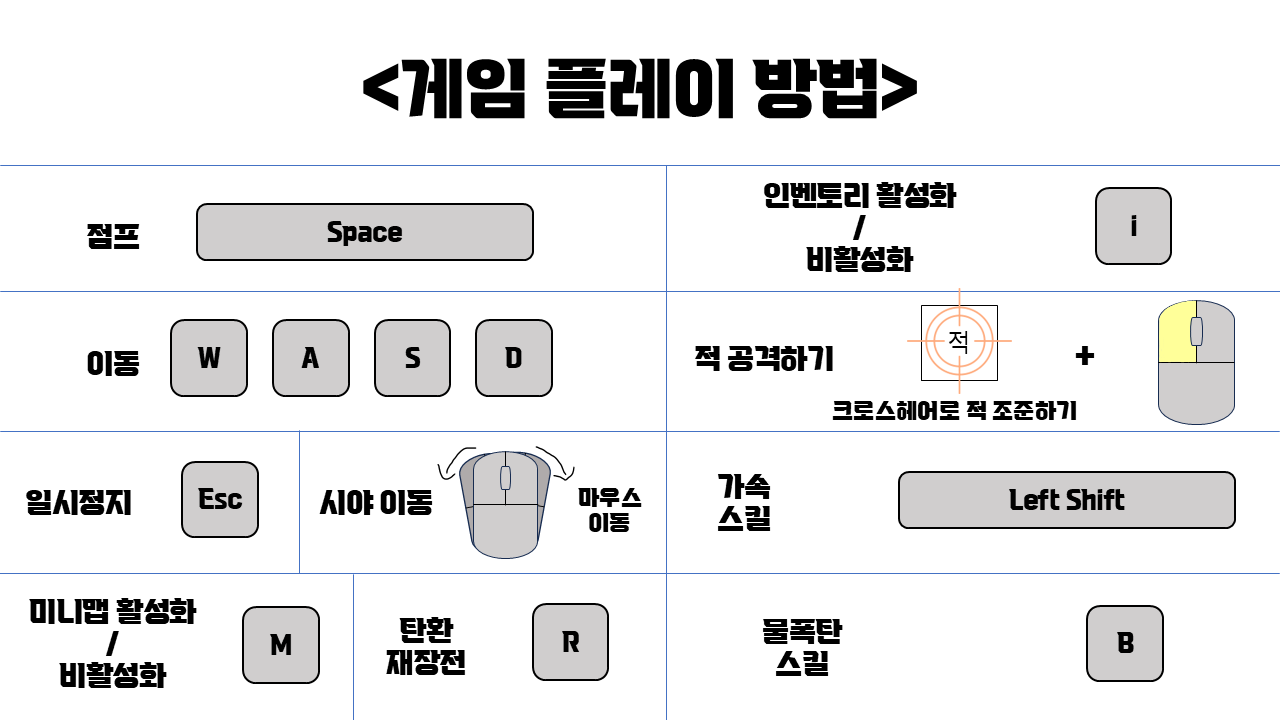 <게임 플레이 방법>
점프
Space
인벤토리 활성화
/
비활성화
i
이동
W
A
S
D
적 공격하기
적
+
크로스헤어로 적 조준하기
일시정지
Esc
시야 이동
마우스
이동
가속
스킬
Left Shift
미니맵 활성화
/
비활성화
M
탄환
재장전
R
물폭탄
스킬
B